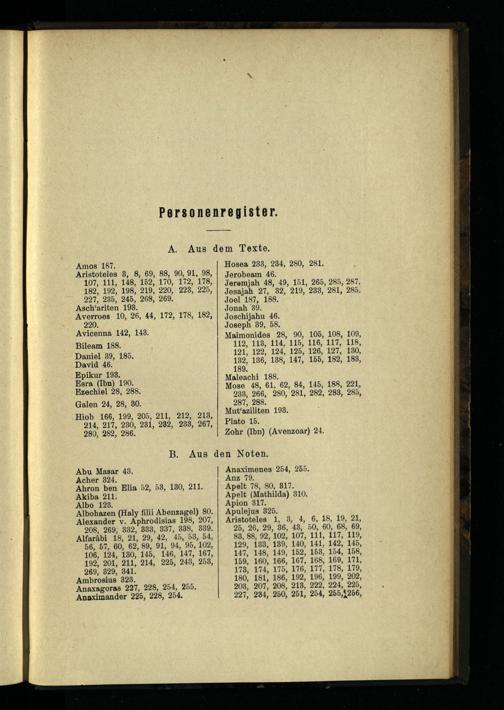 Personenregister.
A. Aus dem Texte.
Amos 187.
Aristoteles 3, 8, 69, 88, 90, 91, 98,
107, 111, 148, 152, 170, 172, 178,
182, 192, 198, 219, 220, 223, 225,
227, 235, 245, 268, 269.
Asch'ariten 193.
Averroes 10, 26, 44, 172, 178, 182,
220.
Avicenna 142, 143.
Bileam 188.
Daniel 39, 185.
David 46.
Epikur 193.
Esra (Ibn) 190.
Ezechiel 28, 288.
Galen 24, 28, 30.
Hiob 166, 199, 205, 211, 212, 213,
214, 217, 230, 231, 232, 233, 267,
280, 282, 286.
Hosea 233, 234, 280, 281.
Jerobeam 46.
Jeremjah 48, 49, 151, 265, 285, 287.
Jesajah 27, 32, 219, 233, 281, 285.
Joel 187, 188.
Jonah 39.
Joschijahu 46.
Joseph 39, 58.
Maimonides 28, 90, 105, 108, 109,
112, 113, 114, 115, 116, 117, 118,
121, 122, 124, 125, 126, 127, 130,
132, 136, 138, 147, 155, 182, 183,
189.
Maleachi 188.
Mose 48, 61, 62, 84, 145, 188, 221,
233, 266, 280, 281, 282, 283, 285,
287, 288.
Mut'aziliten 193.
Plato 15.
Zohr (Ibn) (Avenzoar) 24.
B. Aus den Noten.
Abu Masar 43.
Acher 324.
Ahron ben Elia 52, 53, 130, 211.
Akiba 211.
Albo 123.
Albohazen (Haly filii Abenzagel) 80.
Alexander v. Aphrodisias 198, 207,
208, 269, 332, 333, 337, 338, 339.
Alfarâbi 18, 21, 29, 42, 45, 53, 54,
56, 57, 60, 62, 89, 91, 94, 95, 102,
106, 124, 130, 145, 146, 147, 167,
192, 201, 211, 214, 225, 243, 253,
269, 329, 341.
Ambrosius 323.
Anaxagoras 227, 228, 254, 255.
Anaximander 225, 228, 254.
Anaximenes 254, 255.
Anz 79.
Apelt 78, 80, 317.
Apelt (Mathilda) 310.
Apion 317.
Apulejus 325.
Aristoteles 1, 3, 4, 6, 18, 19, 21,
25, 26, 29, 36, 43, 50, 60, 68, 69,
83, 88, 92, 102, 107, 111, 117, 119,
129, 133, 139, 140, 141, 142, 145,
147, 148, 149, 152, 153, 154, 158,
159, 160, 166, 167, 168, 169, 171,
173, 174, 175, 176, 177, 178, 179,
180, 181, 186, 192, 196, 199, 202,
203, 207, 208, 213, 222, 224, 225,
227, 234, 250, 251, 254, 255, 256,